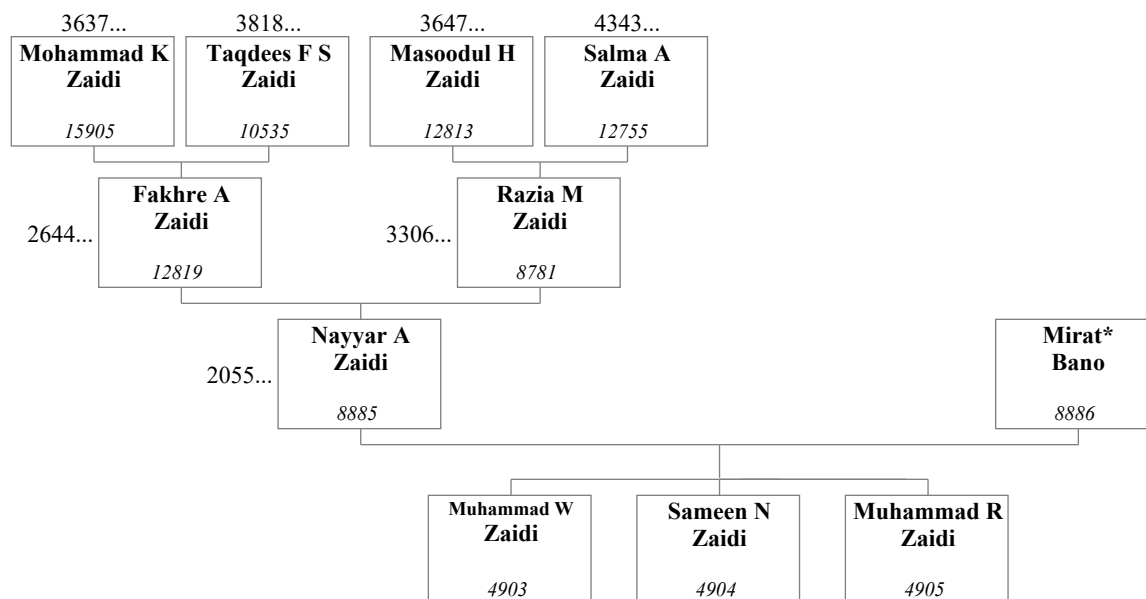 3637...
3818...
3647...
4343...
Mohammad K
Zaidi
15905
Taqdees F S
Zaidi
10535
Masoodul H
Zaidi
12813
Salma A
Zaidi
12755
2644...
Fakhre A
Zaidi
12819
3306...
Razia M
Zaidi
8781
2055...
Nayyar A
Zaidi
8885
Mirat*
Bano
8886
Muhammad W
Zaidi
4903
Sameen N
Zaidi
4904
Muhammad R
Zaidi
4905